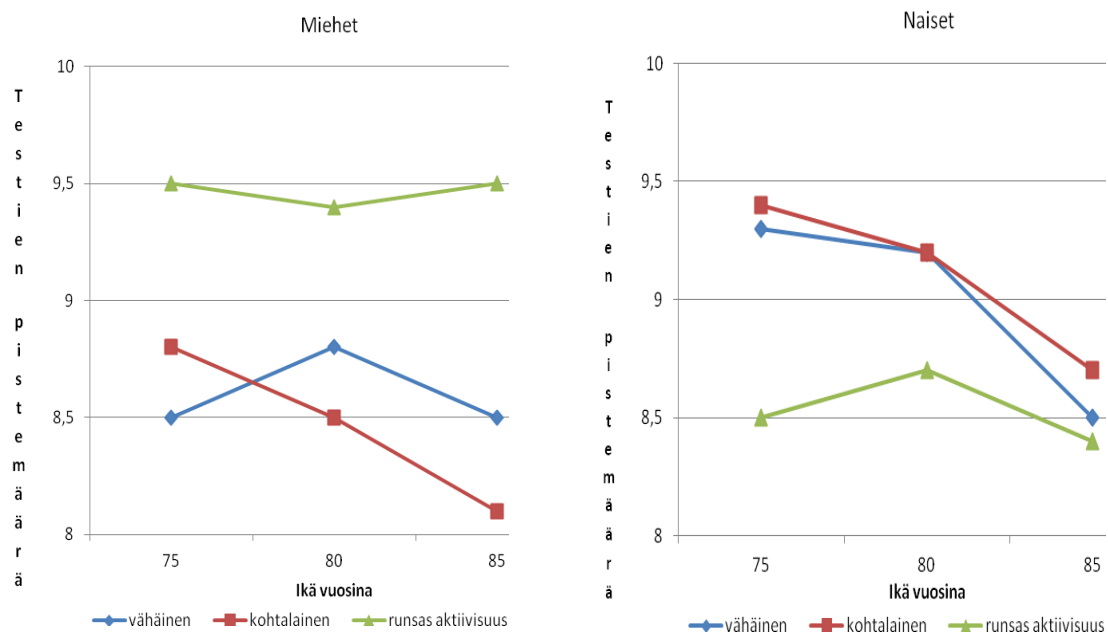 Miehet
Testien pistemäärä
10
9,5
9
8,5
8
75 80 85
Ikä vuosina
vähäinen kohtalainen runsas aktiivisuus
Naiset
Testien pistemäärä
10
9,5
9
8,5
8
75 80 85
Ikä vuosina
vähäinen kohtalainen runsas aktiivisuus